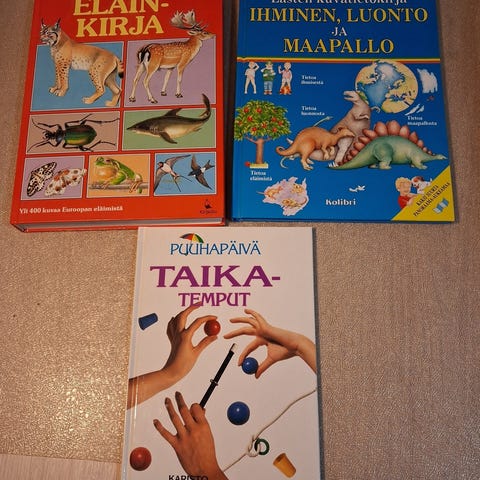 ELÄIN-
KIRJA
Yli 400 kuvaa Euroopan eläimistä
Lasten kuvatietokirja
IHMINEN, LUONTO
JA
MAAPALLO
Tietoa
ihmisestä
Tietoa
luonnosta
Tietoa
maapallosta
Tietoa
eläimistä
Kolibri
PUUHAPÄIVÄ
TAIKA-
TEMPUT
KARISTO